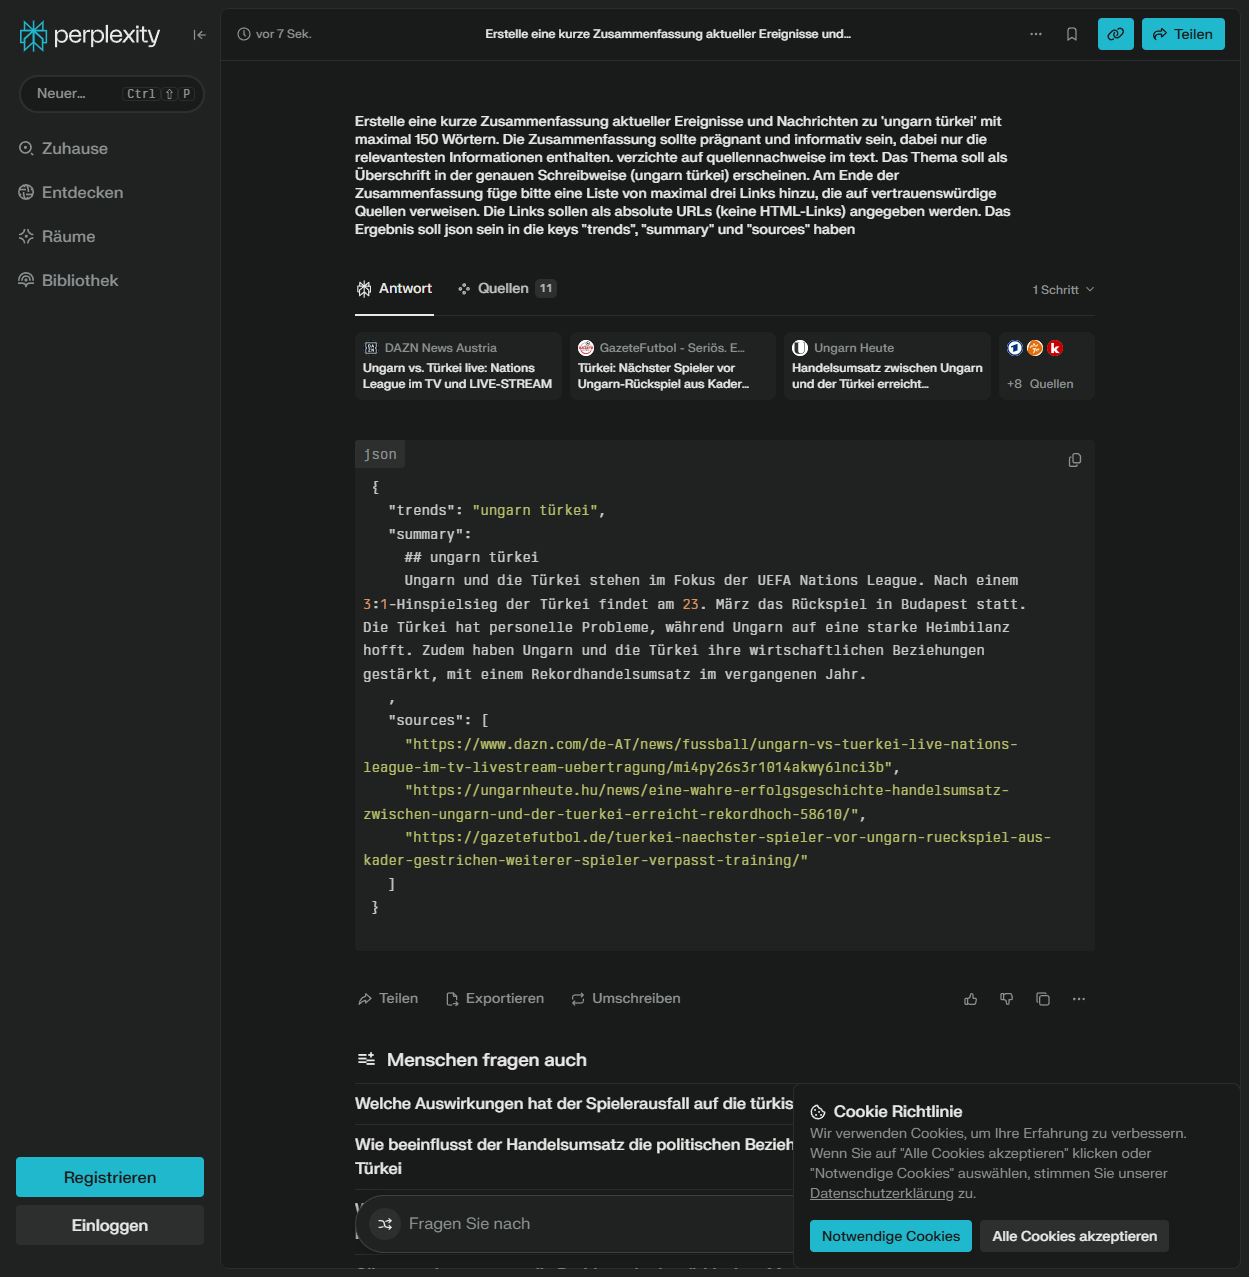 perplexity
Neuer... Ctrl ⇧ P
Zuhause
Entdecken
Räume
Bibliothek
Registrieren
Einloggen
vor 7 Sek.
Erstelle eine kurze Zusammenfassung aktueller Ereignisse und...
Teilen
Erstelle eine kurze Zusammenfassung aktueller Ereignisse und Nachrichten zu 'ungarn türkei' mit
maximal 150 Wörtern. Die Zusammenfassung sollte prägnant und informativ sein, dabei nur die
relevantesten Informationen enthalten. verzichte auf quellennachweise im text. Das Thema soll als
Überschrift in der genauen Schreibweise (ungarn türkei) erscheinen. Am Ende der
Zusammenfassung füge bitte eine Liste von maximal drei Links hinzu, die auf vertrauenswürdige
Quellen verweisen. Die Links sollen als absolute URLs (keine HTML-Links) angegeben werden. Das
Ergebnis soll json sein in die keys "trends", "summary" und "sources" haben
Antwort
Quellen 11
1 Schritt
DAZN News Austria
Ungarn vs. Türkei live: Nations
League im TV und LIVE-STREAM
GazeteFutbol - Seriös. E...
Türkei: Nächster Spieler vor
Ungarn-Rückspiel aus Kader...
Ungarn Heute
Handelsumsatz zwischen Ungarn
und der Türkei erreicht...
+8 Quellen
json
{
"trends": "ungarn türkei",
"summary":
## ungarn türkei
Ungarn und die Türkei stehen im Fokus der UEFA Nations League. Nach einem
3:1-Hinspielsieg der Türkei findet am 23. März das Rückspiel in Budapest statt.
Die Türkei hat personelle Probleme, während Ungarn auf eine starke Heimbilanz
hofft. Zudem haben Ungarn und die Türkei ihre wirtschaftlichen Beziehungen
gestärkt, mit einem Rekordhandelsumsatz im vergangenen Jahr.
,
"sources": [
"https://www.dazn.com/de-AT/news/fussball/ungarn-vs-tuerkei-live-nations-
league-im-tv-livestream-uebertragung/mi4py26s3r1014akwy6lnci3b",
"https://ungarnheute.hu/news/eine-wahre-erfolgsgeschichte-handelsumsatz-
zwischen-ungarn-und-der-tuerkei-erreicht-rekordhoch-58610/",
"https://gazetefutbol.de/tuerkei-naechster-spieler-vor-ungarn-rueckspiel-aus-
kader-gestrichen-weiterer-spieler-verpasst-training/"
]
}
Teilen
Exportieren
Umschreiben
Menschen fragen auch
Welche Auswirkungen hat der Spielerausfall auf die türkis
Wie beeinflusst der Handelsumsatz die politischen Bezieh
Türkei
Fragen Sie nach
Cookie Richtlinie
Wir verwenden Cookies, um Ihre Erfahrung zu verbessern.
Wenn Sie auf "Alle Cookies akzeptieren" klicken oder
"Notwendige Cookies" auswählen, stimmen Sie unserer
Datenschutzerklärung zu.
Notwendige Cookies
Alle Cookies akzeptieren